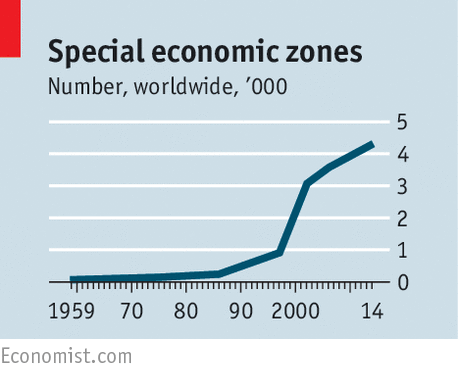 Special economic zones
Number, worldwide, ’000
5
4
3
2
1
0
1959 70 80 90 2000 14
Economist.com